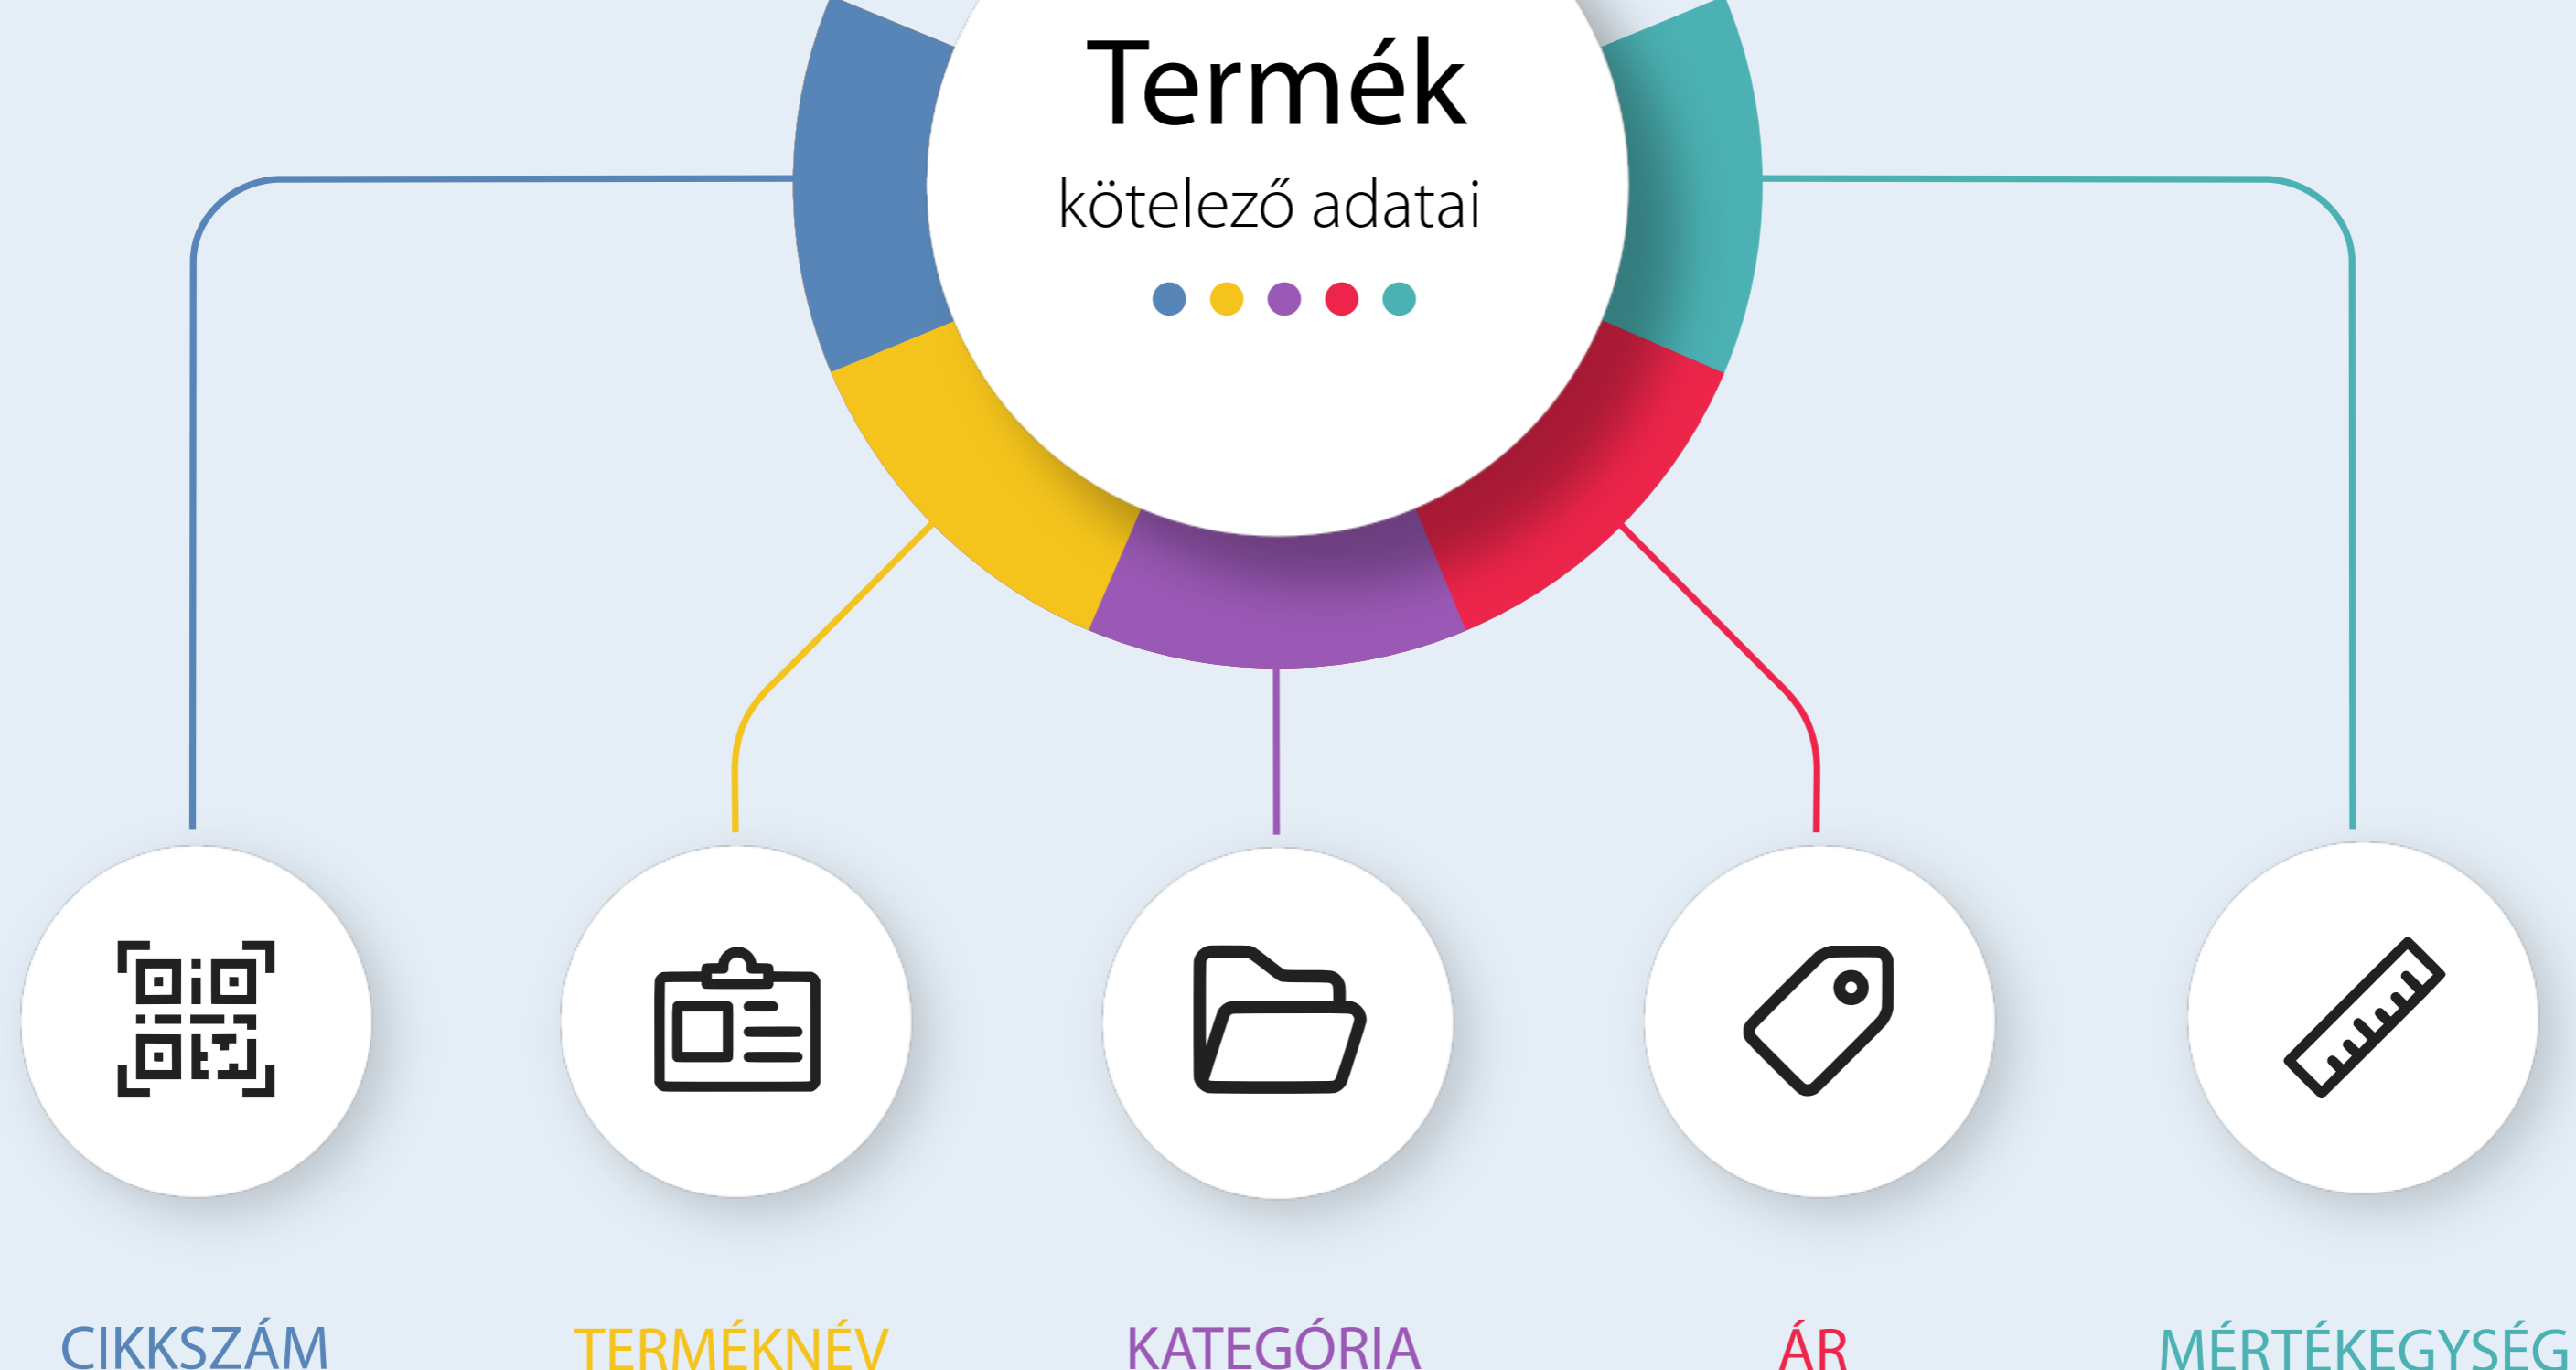 Termék
kötelező adatai
CIKKSZÁM
TERMÉKNÉV
KATEGÓRIA
ÁR
MÉRTÉKEGYSÉG